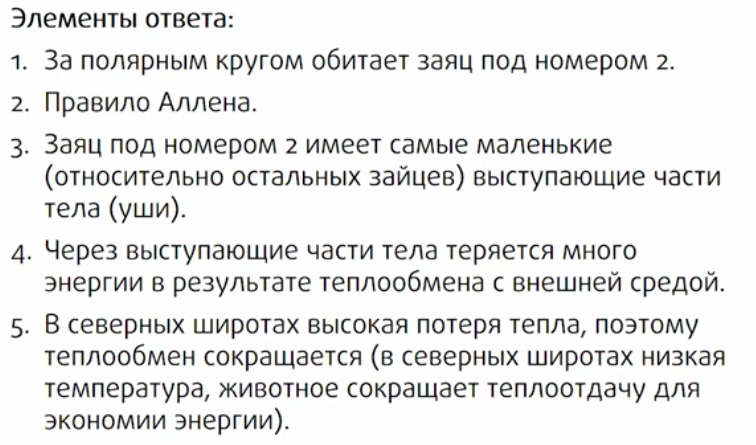 Элементы ответа:
1. За полярным кругом обитает заяц под номером 2.
2. Правило Аллена.
3. Заяц под номером 2 имеет самые маленькие
(относительно остальных зайцев) выступающие части
тела (уши).
4. Через выступающие части тела теряется много
энергии в результате теплообмена с внешней средой.
5. В северных широтах высокая потеря тепла, поэтому
теплообмен сокращается (в северных широтах низкая
температура, животное сокращает теплоотдачу для
экономии энергии).